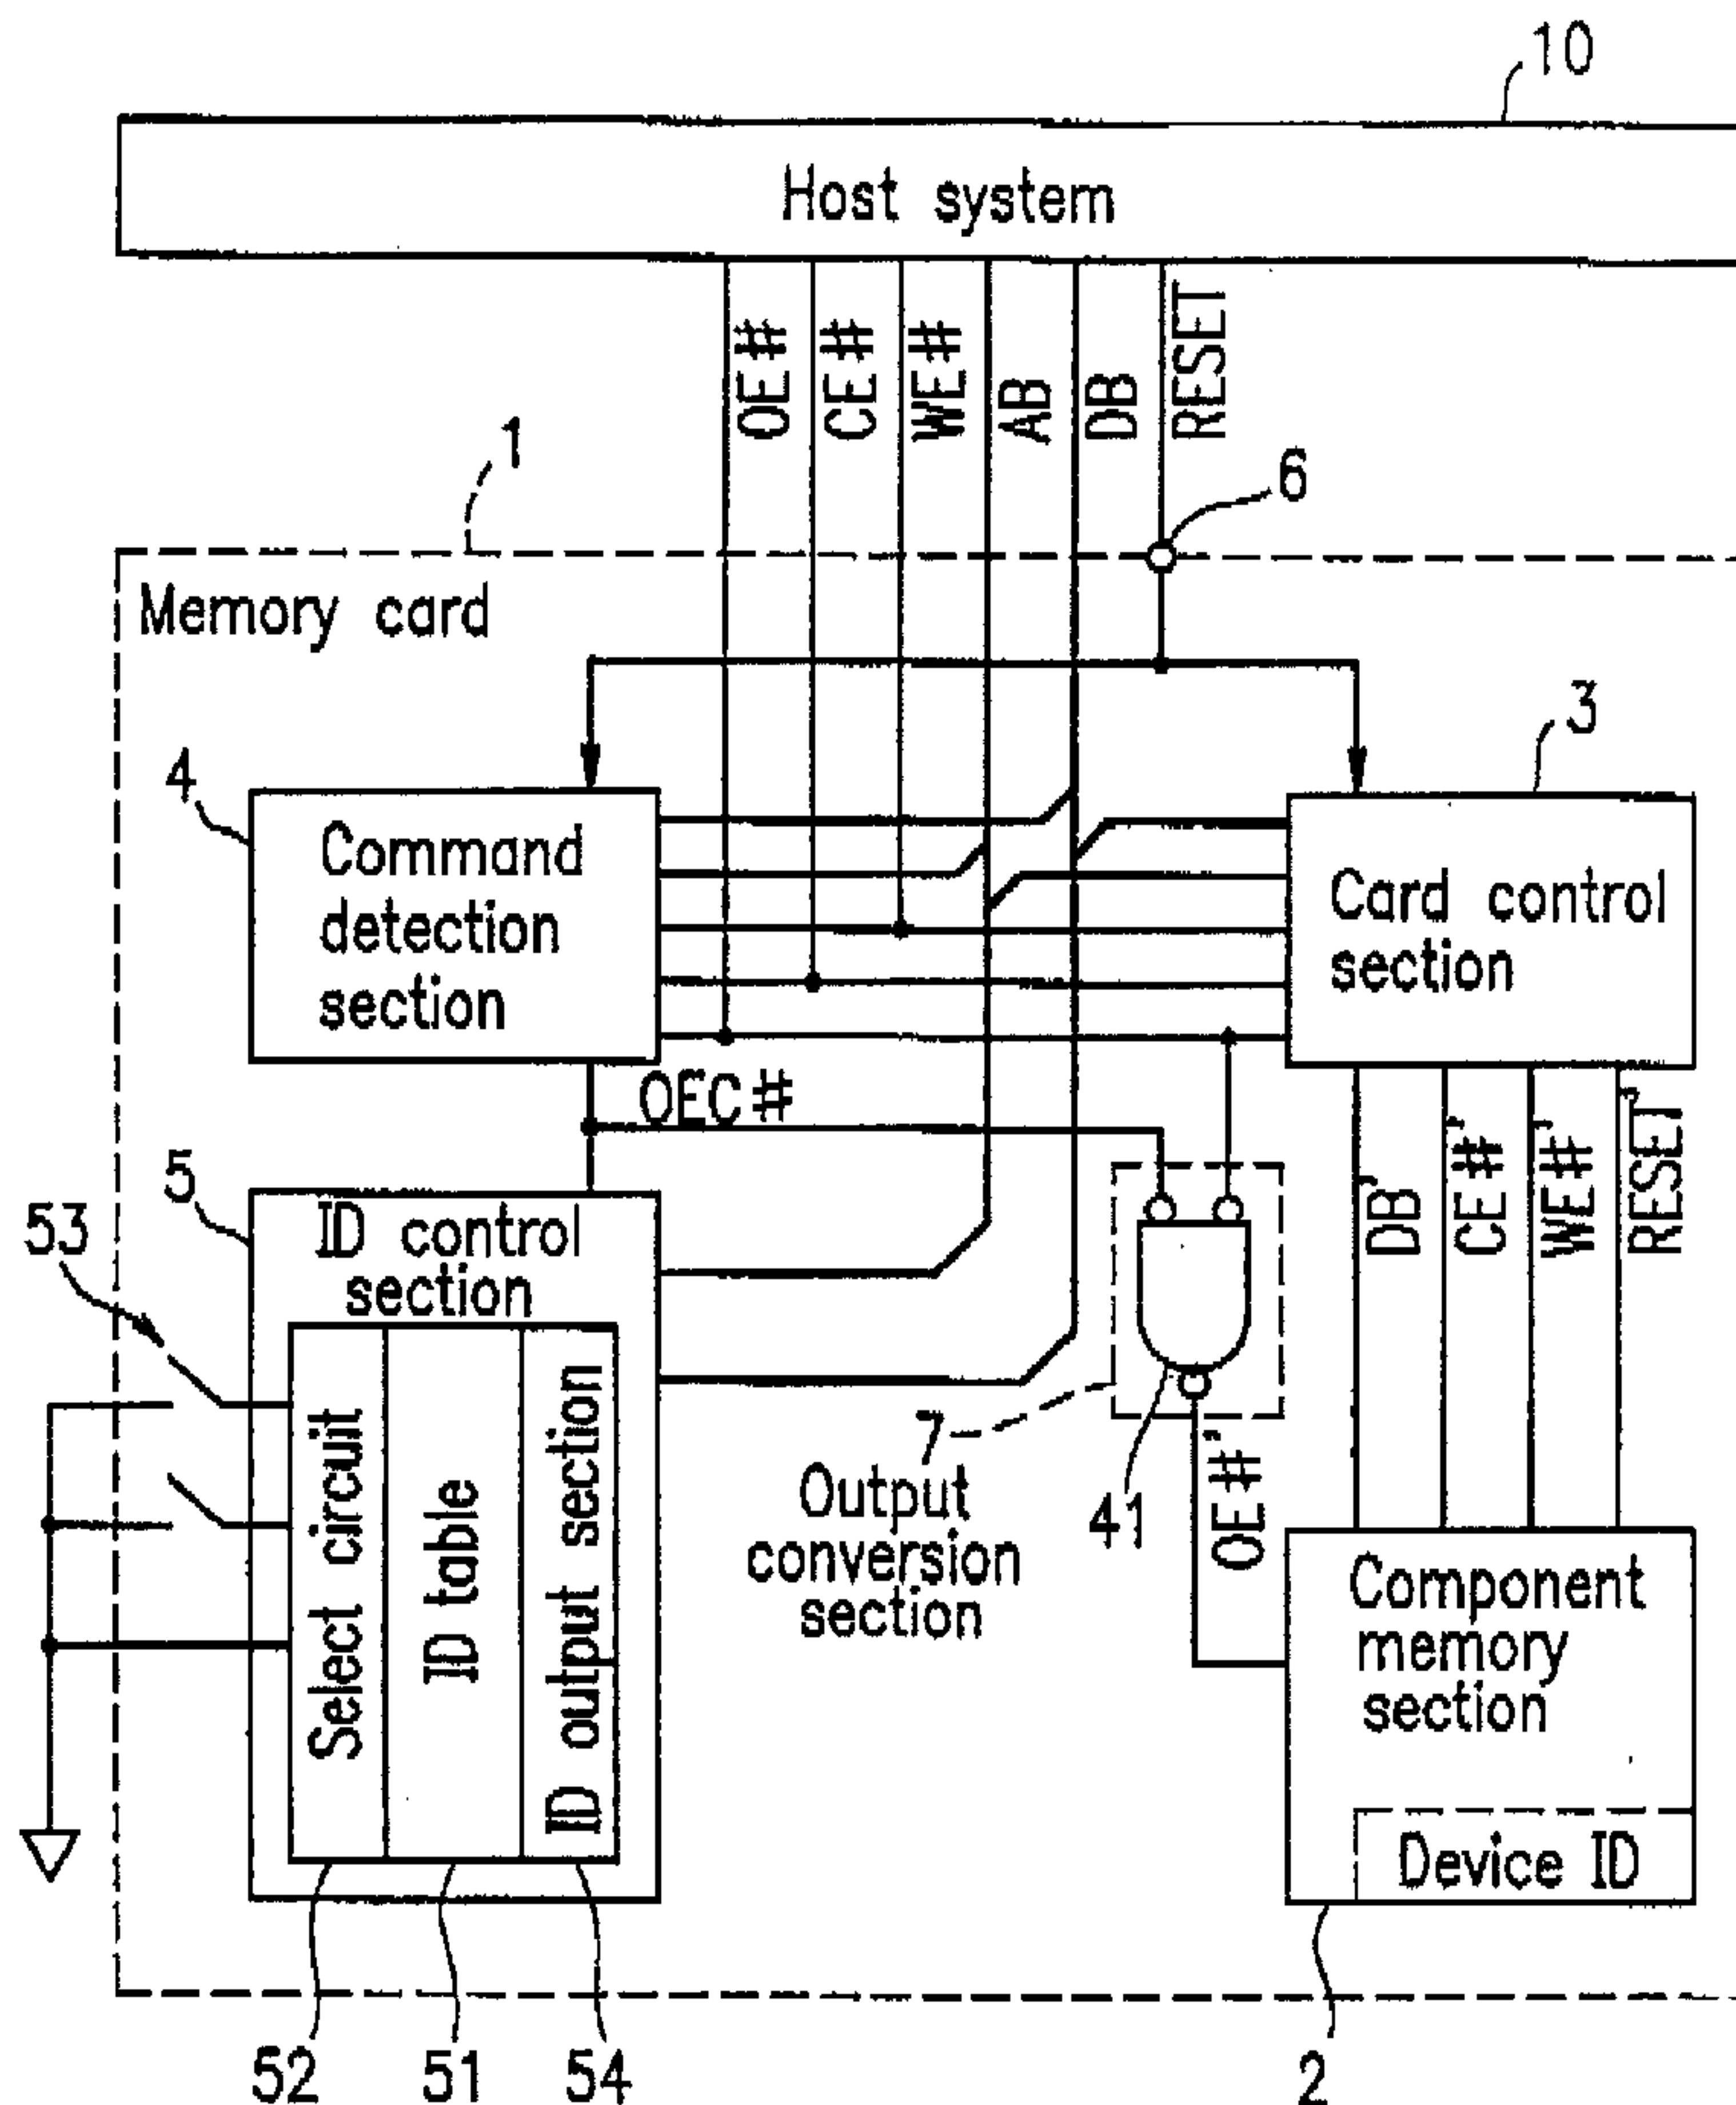 10
Host system
OE#
CE#
WE#
AB
DB
RESET
1
6
Memory card
3
4
Command
detection
section
Card control
section
OEC#
5
53
ID control
section
DB'
CE#'
WE#'
RESET'
Select circuit
ID table
ID output section
7
Output
conversion
section
41
OE#"
Component
memory
section
Device ID
52
51
54
2